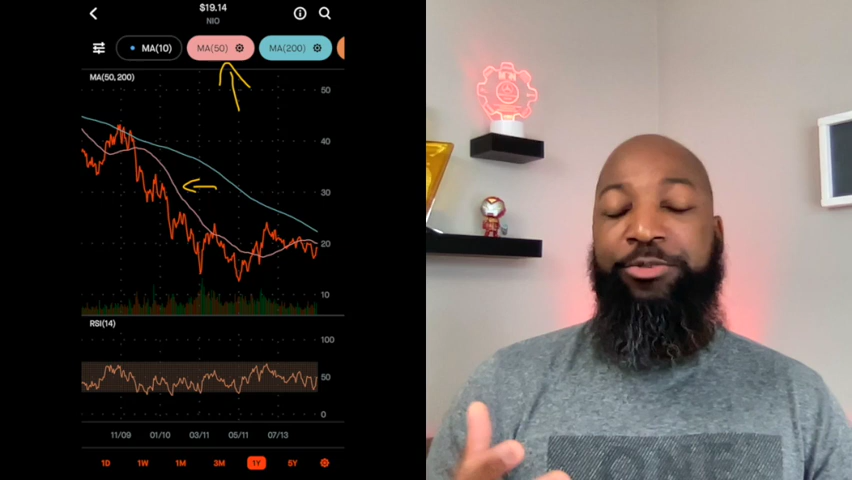 $19.14
NIO
MA(10) MA(50) MA(200)
MA(50, 200)
50
40
30
20
10
RSI(14)
100
50
0
11/09 01/10 03/11 05/11 07/13
1D 1W 1M 3M 1Y 5Y
ONE